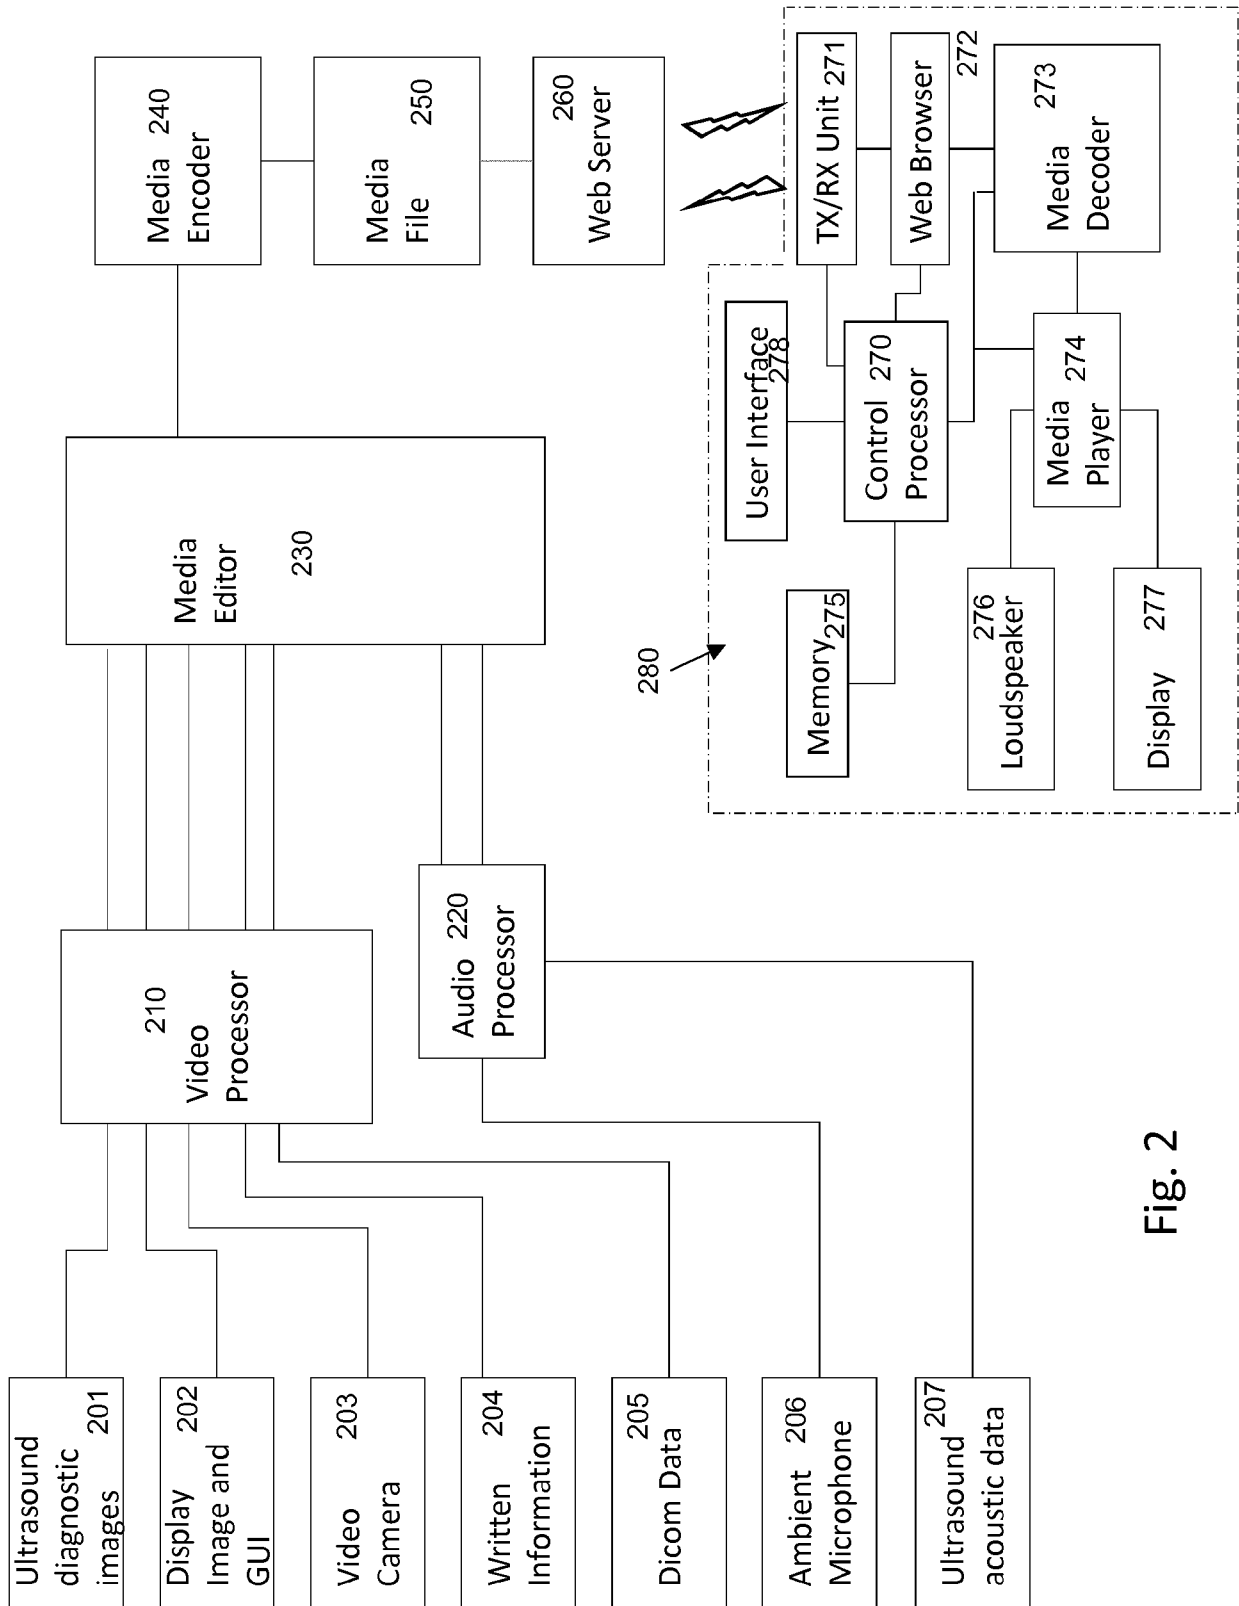 Ultrasound
diagnostic
images
201
Display
Image and
GUI
202
Video
Camera
203
Written
Information
204
Dicom Data
205
Ambient
Microphone
206
Ultrasound
acoustic data
207
210
Video
Processor
Audio
Processor
220
Media
Editor
230
Media
Encoder
240
Media
File
250
Web Server
260
280
User Interface
278
Memory
275
Control
Processor
270
TX/RX Unit
271
Web Browser
272
Media
Decoder
273
Media
Player
274
Loudspeaker
276
Display
277
Fig. 2